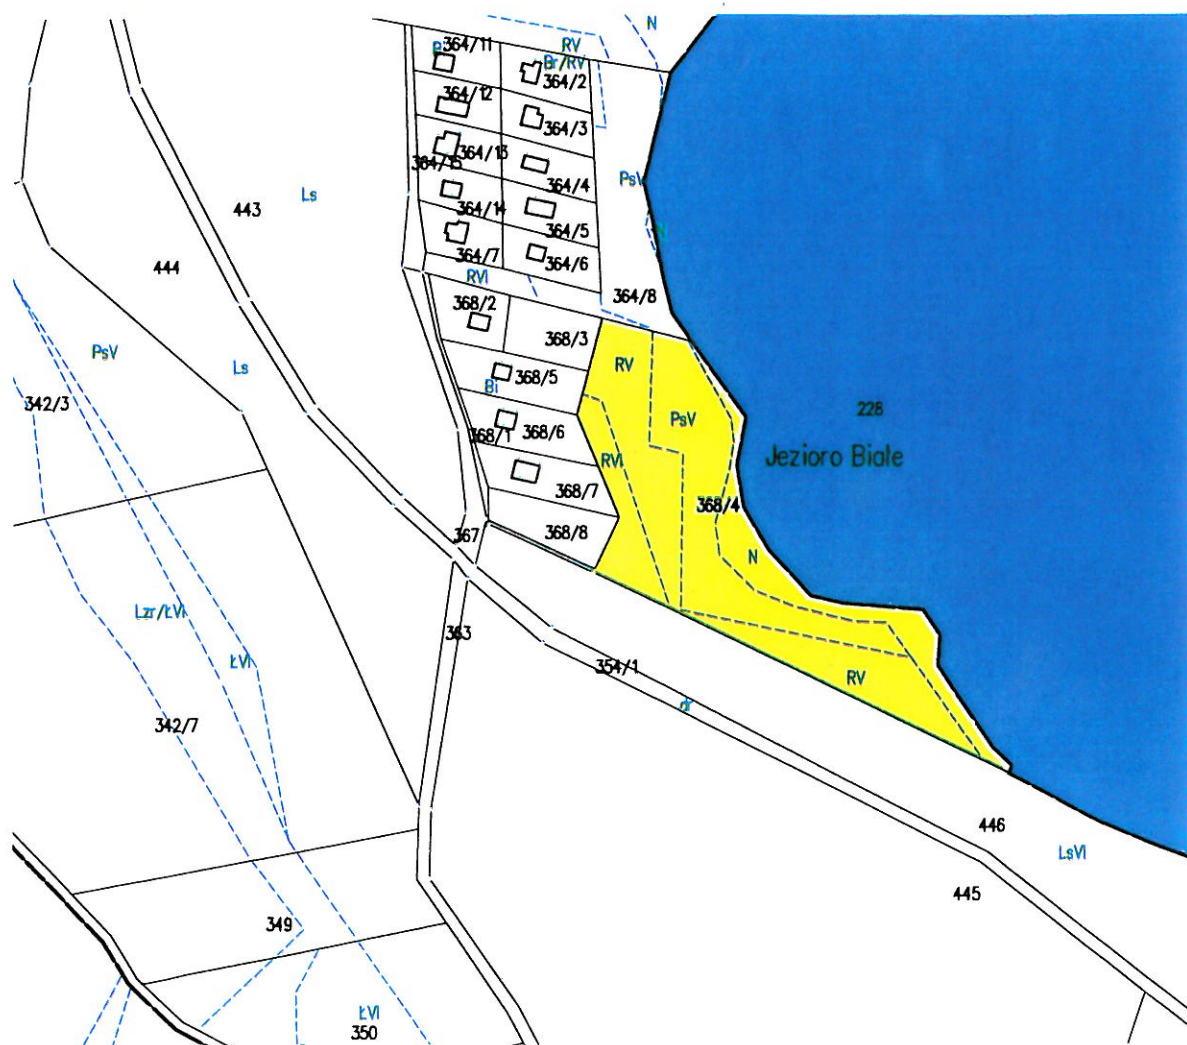 N
RV
364/11
Br/RV
364/2
364/12
364/3
364/13
364/15
364/4
PsV
Ls
443
364/14
364/5
N
364/7
364/6
444
RVI
364/8
368/2
368/3
PsV
Ls
RV
368/5
Bi
342/3
228
PsV
368/1
368/6
Jezioro Białe
RVI
368/7
368/4
367
368/8
N
Lzr/ŁVI
363
ŁVI
354/1
RV
dr
342/7
446
LsVI
445
349
ŁVI
350